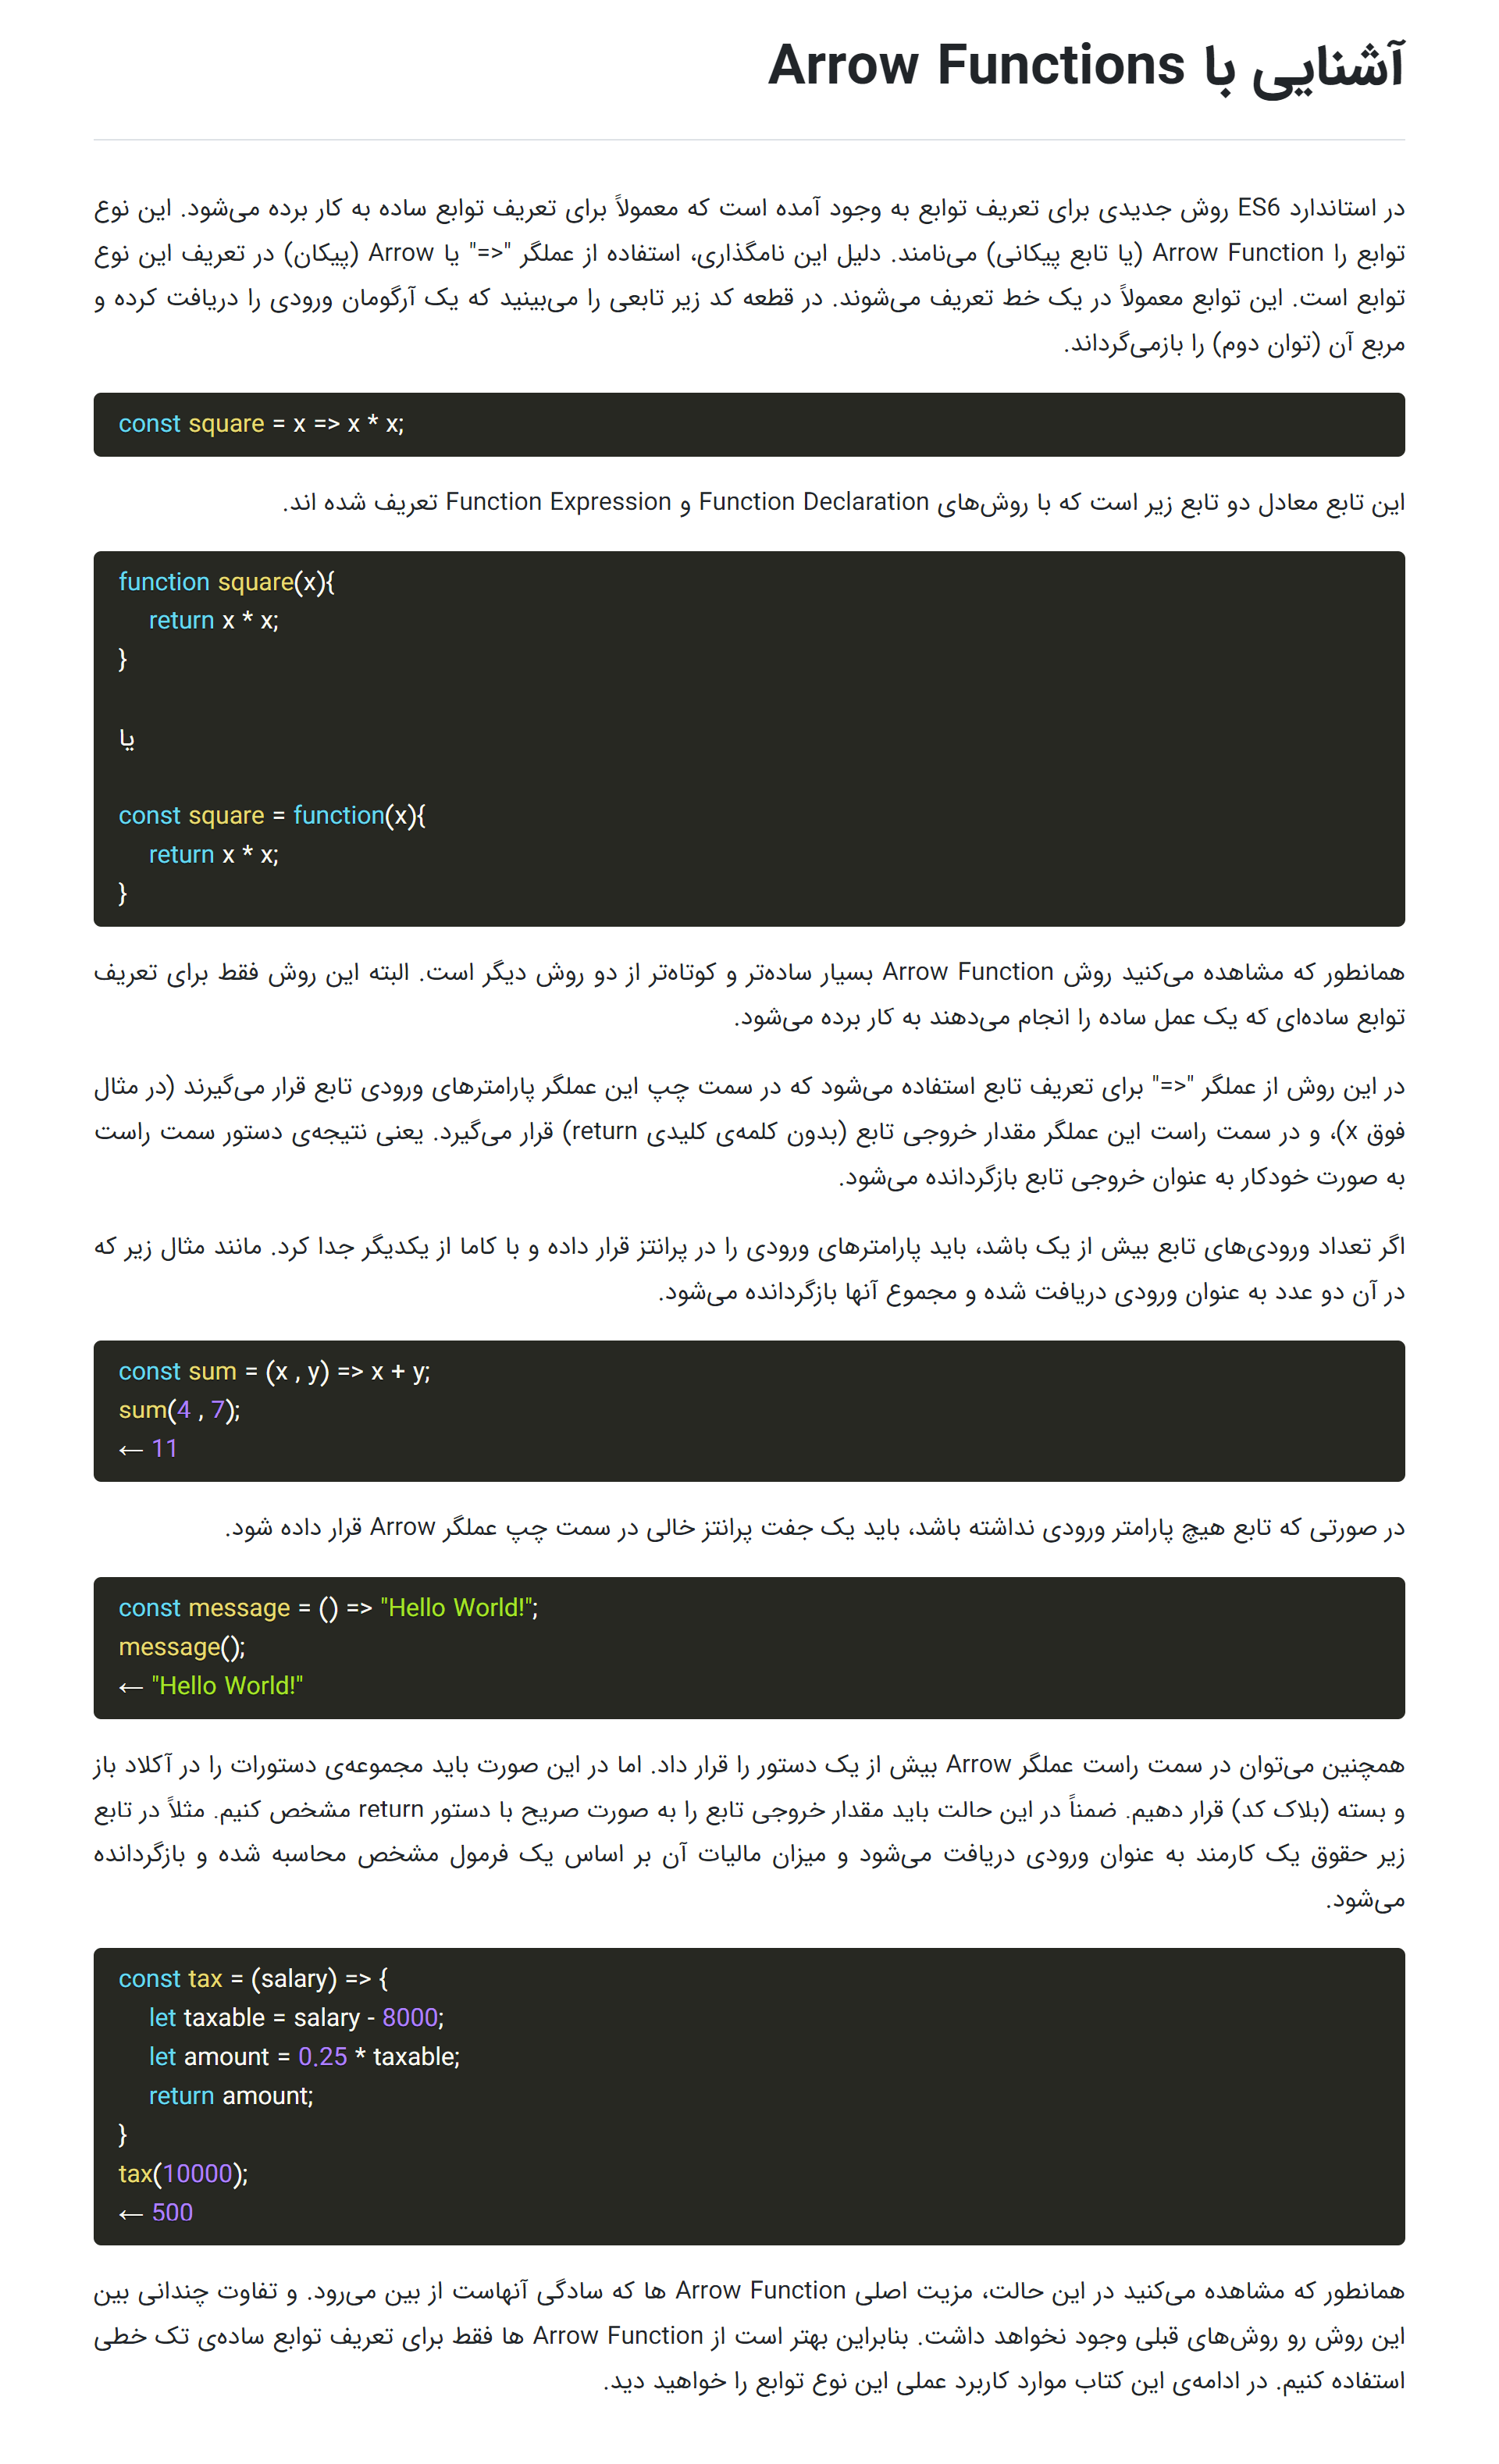 آشنایی با Arrow Functions
در استاندارد ES6 روش جدیدی برای تعریف توابع به وجود آمده است که معمولاً برای تعریف توابع ساده به کار برده می‌شود. این نوع
توابع را Arrow Function (یا تابع پیکانی) می‌نامند. دلیل این نامگذاری، استفاده از عملگر "=>" یا Arrow (پیکان) در تعریف این نوع
توابع است. این توابع معمولاً در یک خط تعریف می‌شوند. در قطعه کد زیر تابعی را می‌بینید که یک آرگومان ورودی را دریافت کرده و
مربع آن (توان دوم) را بازمی‌گرداند.
const square = x => x * x;
این تابع معادل دو تابع زیر است که با روش‌های Function Declaration و Function Expression تعریف شده اند.
function square(x){
return x * x;
}
یا
const square = function(x){
return x * x;
}
همانطور که مشاهده می‌کنید روش Arrow Function بسیار ساده‌تر و کوتاه‌تر از دو روش دیگر است. البته این روش فقط برای تعریف
توابع ساده‌ای که یک عمل ساده را انجام می‌دهند به کار برده می‌شود.
در این روش از عملگر "=>" برای تعریف تابع استفاده می‌شود که در سمت چپ این عملگر پارامترهای ورودی تابع قرار می‌گیرند (در مثال
فوق x)، و در سمت راست این عملگر مقدار خروجی تابع (بدون کلمه‌ی کلیدی return) قرار می‌گیرد. یعنی نتیجه‌ی دستور سمت راست
به صورت خودکار به عنوان خروجی تابع بازگردانده می‌شود.
اگر تعداد ورودی‌های تابع بیش از یک باشد، باید پارامترهای ورودی را در پرانتز قرار داده و با کاما از یکدیگر جدا کرد. مانند مثال زیر که
در آن دو عدد به عنوان ورودی دریافت شده و مجموع آنها بازگردانده می‌شود.
const sum = (x , y) => x + y;
sum(4 , 7);
← 11
در صورتی که تابع هیچ پارامتر ورودی نداشته باشد، باید یک جفت پرانتز خالی در سمت چپ عملگر Arrow قرار داده شود.
const message = () => "Hello World!";
message();
← "Hello World!"
همچنین می‌توان در سمت راست عملگر Arrow بیش از یک دستور را قرار داد. اما در این صورت باید مجموعه‌ی دستورات را در آکلاد باز
و بسته (بلاک کد) قرار دهیم. ضمناً در این حالت باید مقدار خروجی تابع را به صورت صریح با دستور return مشخص کنیم. مثلاً در تابع
زیر حقوق یک کارمند به عنوان ورودی دریافت می‌شود و میزان مالیات آن بر اساس یک فرمول مشخص محاسبه شده و بازگردانده
می‌شود.
const tax = (salary) => {
let taxable = salary - 8000;
let amount = 0.25 * taxable;
return amount;
}
tax(10000);
← 500
همانطور که مشاهده می‌کنید در این حالت، مزیت اصلی Arrow Function ها که سادگی آنهاست از بین می‌رود. و تفاوت چندانی بین
این روش رو روش‌های قبلی وجود نخواهد داشت. بنابراین بهتر است از Arrow Function ها فقط برای تعریف توابع ساده‌ی تک خطی
استفاده کنیم. در ادامه‌ی این کتاب موارد کاربرد عملی این نوع توابع را خواهید دید.